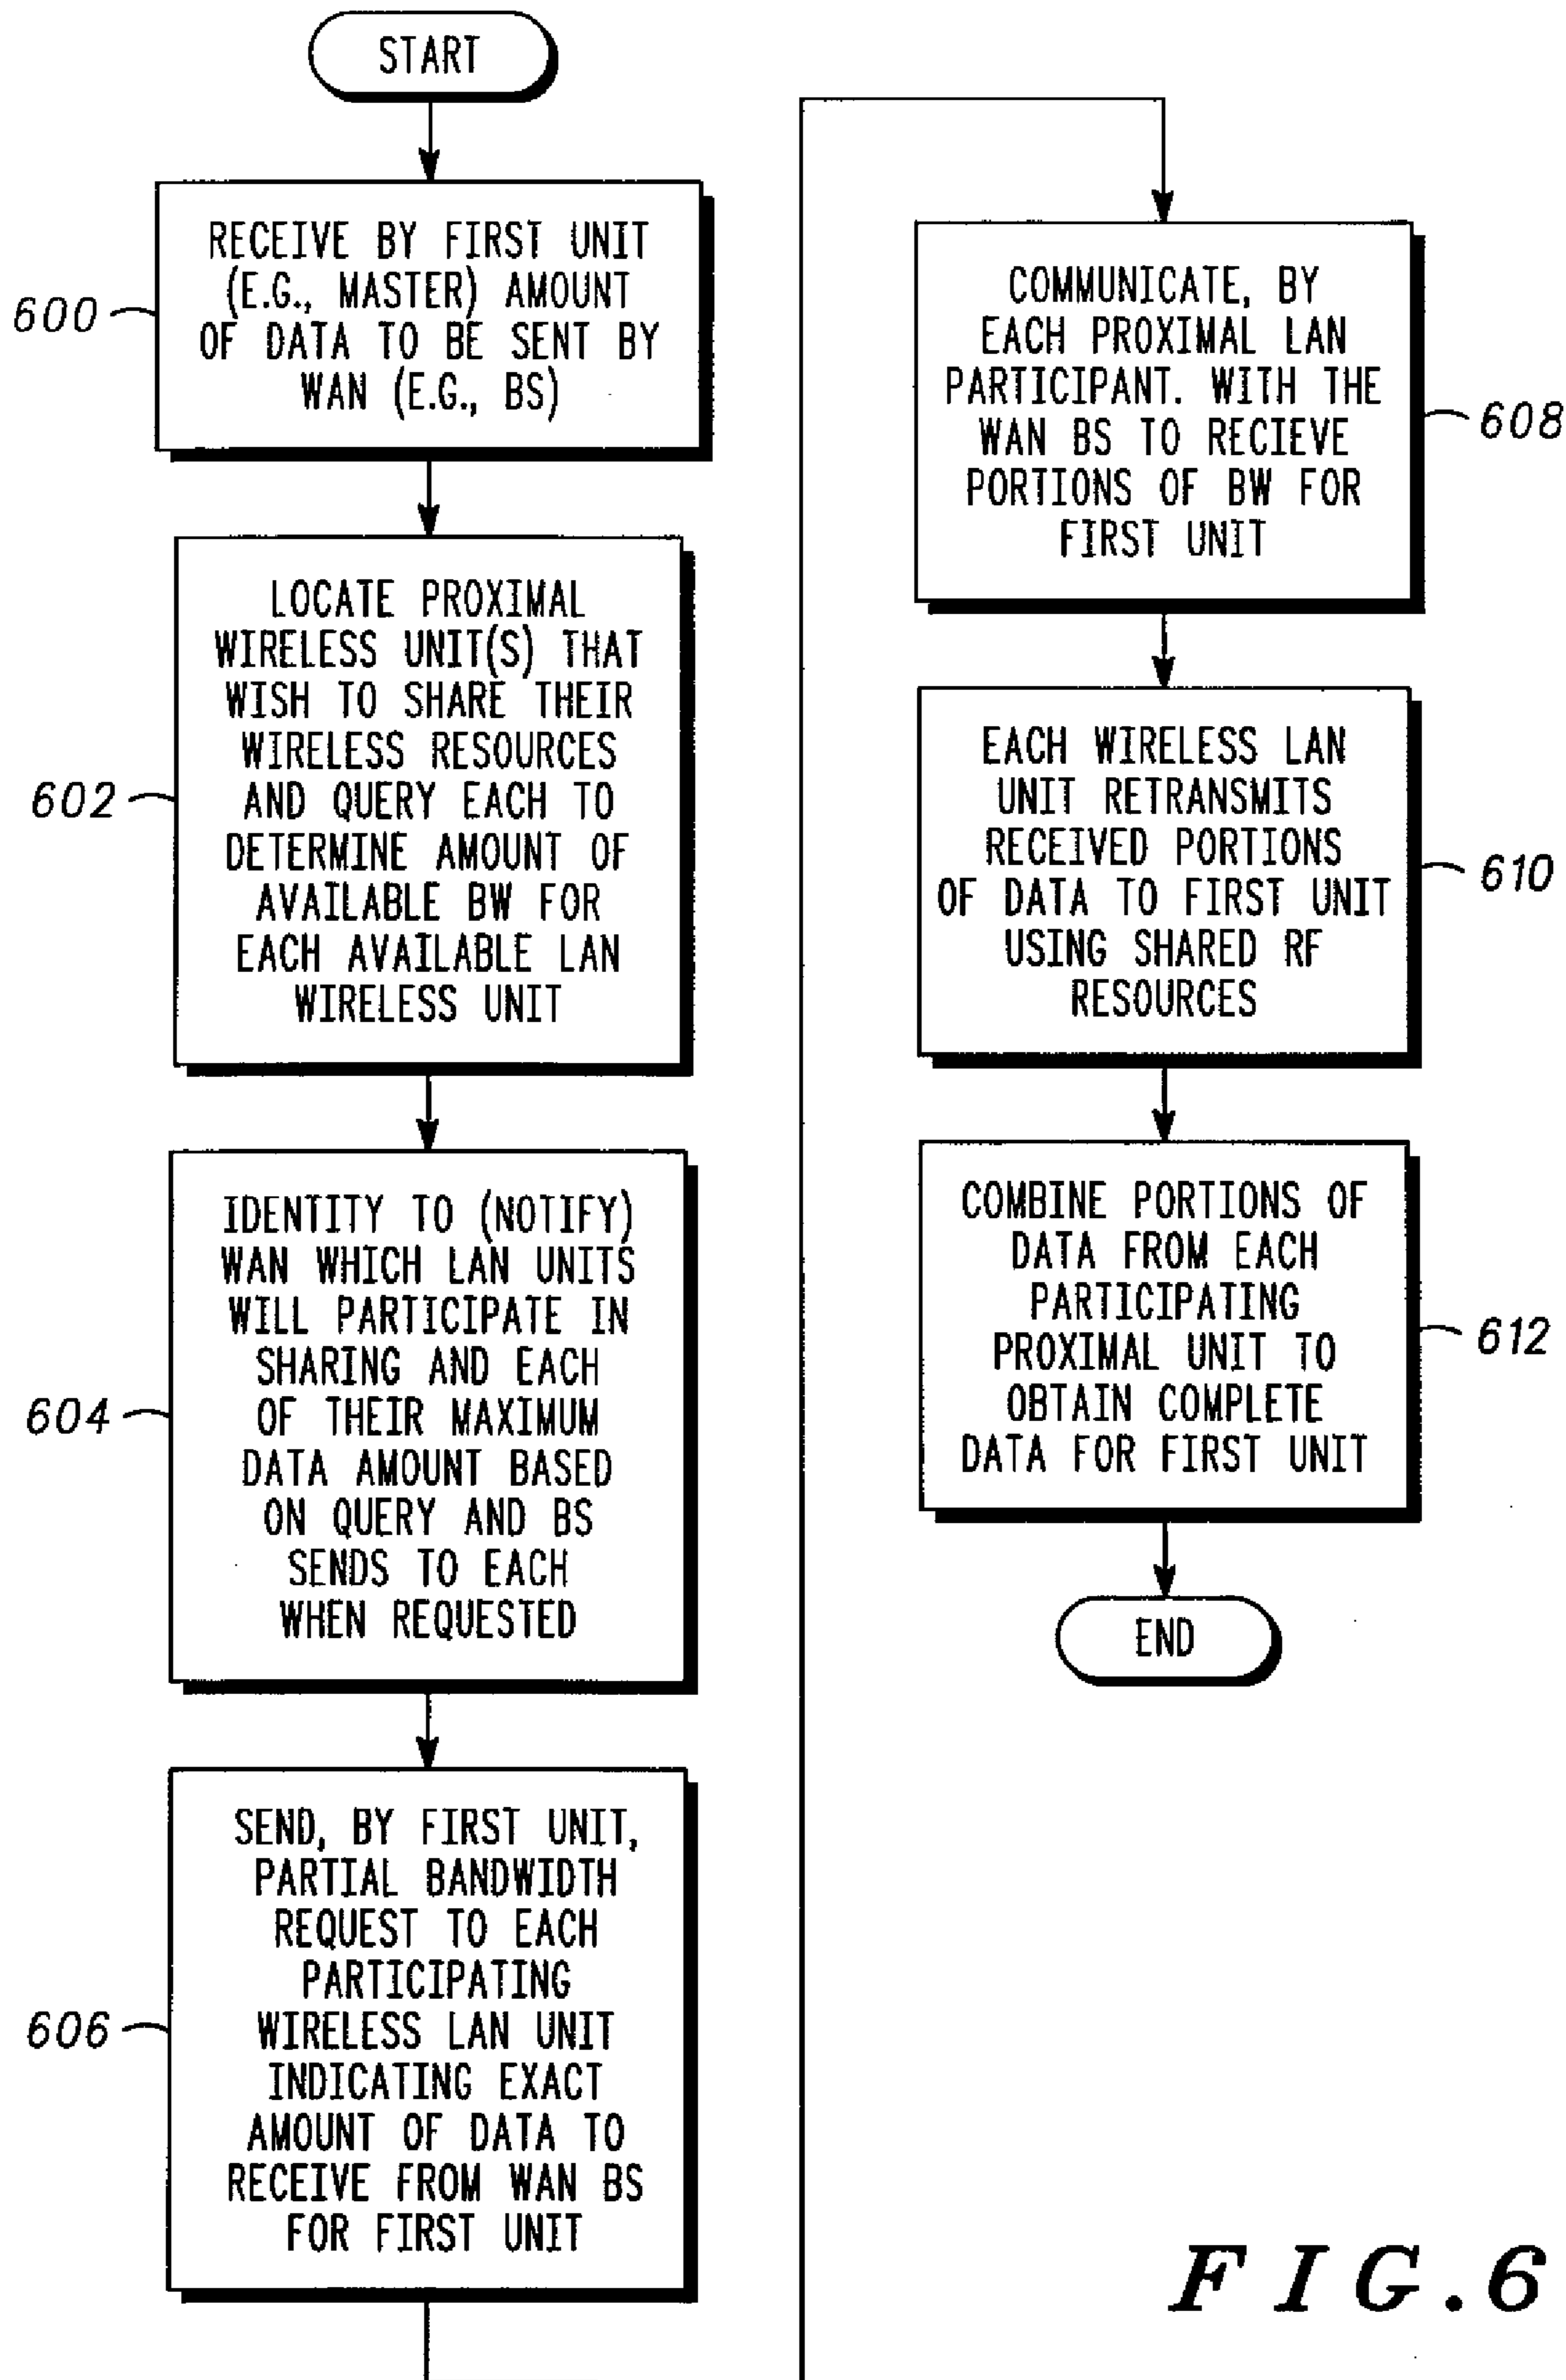 START
600
RECEIVE BY FIRST UNIT
(E.G., MASTER) AMOUNT
OF DATA TO BE SENT BY
WAN (E.G., BS)
602
LOCATE PROXIMAL
WIRELESS UNIT(S) THAT
WISH TO SHARE THEIR
WIRELESS RESOURCES
AND QUERY EACH TO
DETERMINE AMOUNT OF
AVAILABLE BW FOR
EACH AVAILABLE LAN
WIRELESS UNIT
604
IDENTITY TO (NOTIFY)
WAN WHICH LAN UNITS
WILL PARTICIPATE IN
SHARING AND EACH
OF THEIR MAXIMUM
DATA AMOUNT BASED
ON QUERY AND BS
SENDS TO EACH
WHEN REQUESTED
606
SEND, BY FIRST UNIT,
PARTIAL BANDWIDTH
REQUEST TO EACH
PARTICIPATING
WIRELESS LAN UNIT
INDICATING EXACT
AMOUNT OF DATA TO
RECEIVE FROM WAN BS
FOR FIRST UNIT
COMMUNICATE, BY
EACH PROXIMAL LAN
PARTICIPANT. WITH THE
WAN BS TO RECIEVE
PORTIONS OF BW FOR
FIRST UNIT
608
EACH WIRELESS LAN
UNIT RETRANSMITS
RECEIVED PORTIONS
OF DATA TO FIRST UNIT
USING SHARED RF
RESOURCES
610
COMBINE PORTIONS OF
DATA FROM EACH
PARTICIPATING
PROXIMAL UNIT TO
OBTAIN COMPLETE
DATA FOR FIRST UNIT
612
END
FIG.6